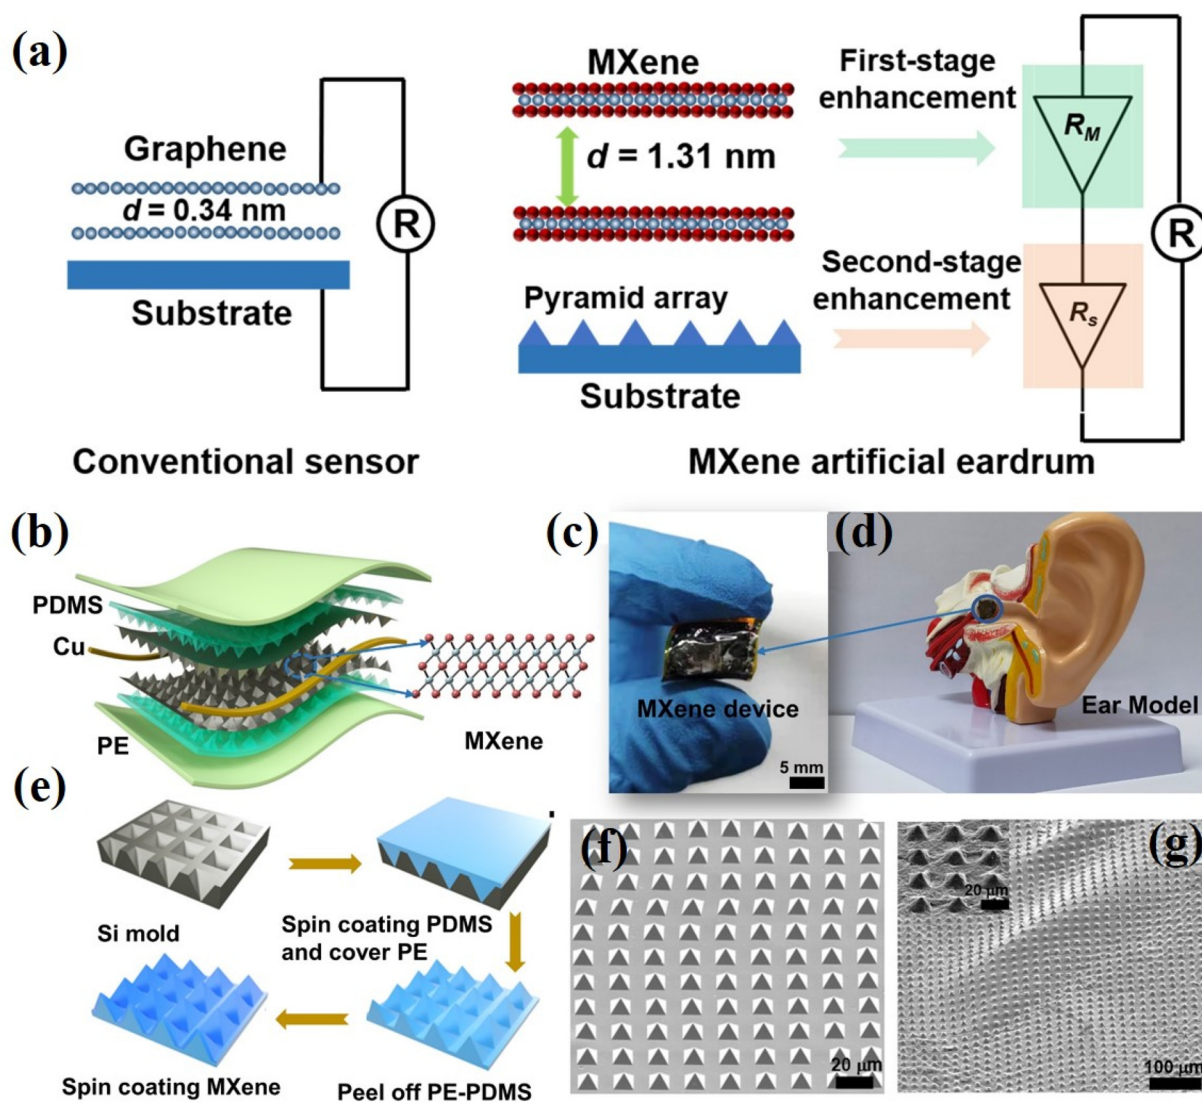 (a)
Graphene
d = 0.34 nm
R
Substrate
Conventional sensor
MXene
d = 1.31 nm
Pyramid array
Substrate
First-stage
enhancement
Second-stage
enhancement
R_M
R_s
R
MXene artificial eardrum
(b)
PDMS
Cu
PE
MXene
(c)
MXene device
5 mm
(d)
Ear Model
(e)
Si mold
Spin coating PDMS
and cover PE
Peel off PE-PDMS
Spin coating MXene
(f)
20 μm
(g)
20 μm
100 μm